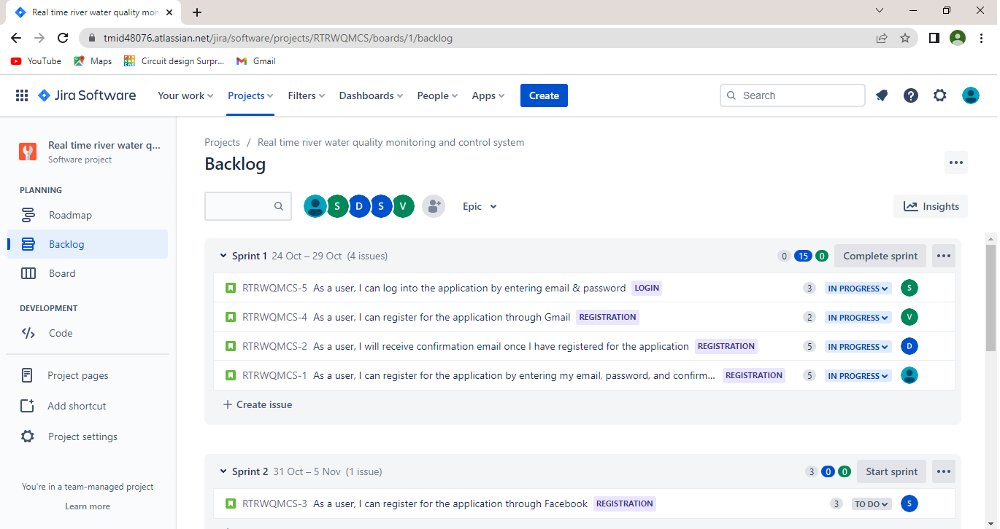 Real time river water quality mon
tmid48076.atlassian.net/jira/software/projects/RTRWQMCS/boards/1/backlog
YouTube Maps Circuit design Surpr... Gmail
Jira Software Your work Projects Filters Dashboards People Apps Create Search
Real time river water q...
Software project
PLANNING
Roadmap
Backlog
Board
DEVELOPMENT
Code
Project pages
Add shortcut
Project settings
You're in a team-managed project
Learn more
Projects / Real time river water quality monitoring and control system
Backlog
S D S V Epic Insights
Sprint 1 24 Oct – 29 Oct (4 issues) 0 15 0 Complete sprint
RTRWQMCS-5 As a user, I can log into the application by entering email & password LOGIN 3 IN PROGRESS S
RTRWQMCS-4 As a user, I can register for the application through Gmail REGISTRATION 2 IN PROGRESS V
RTRWQMCS-2 As a user, I will receive confirmation email once I have registered for the application REGISTRATION 5 IN PROGRESS D
RTRWQMCS-1 As a user, I can register for the application by entering my email, password, and confirm... REGISTRATION 5 IN PROGRESS
+ Create issue
Sprint 2 31 Oct – 5 Nov (1 issue) 3 0 0 Start sprint
RTRWQMCS-3 As a user, I can register for the application through Facebook REGISTRATION 3 TO DO S